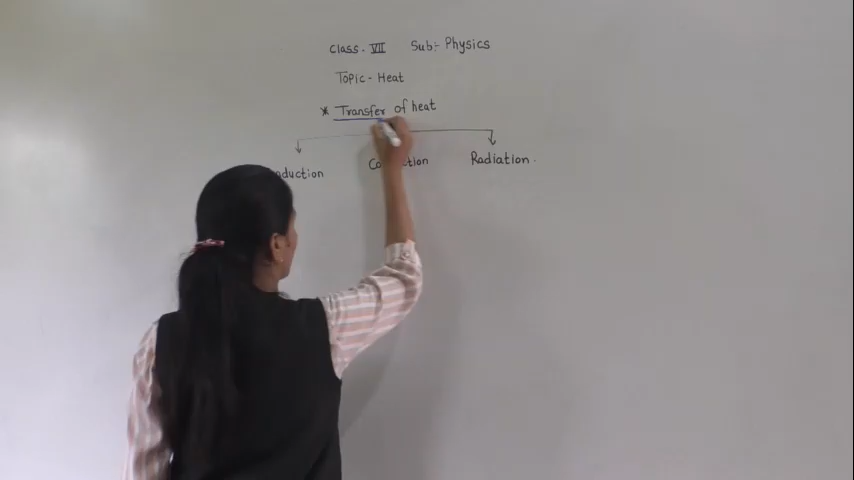 Class. VII Sub:- Physics
Topic - Heat
* Transfer of heat
Radiation.